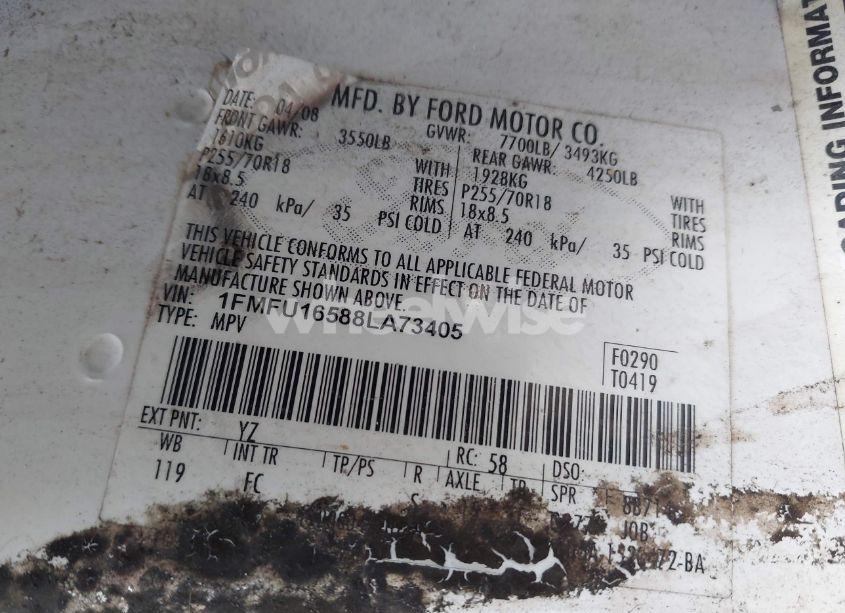 MFD. BY FORD MOTOR CO.
DATE: 04/08 GVWR: 7700LB/ 3493KG
FRONT GAWR: 3550LB REAR GAWR: 4250LB
1610KG WITH 1928KG WITH
P255/70R18 TIRES P255/70R18 TIRES
18x8.5 RIMS 18x8.5 RIMS
AT 240 kPa/ 35 PSI COLD AT 240 kPa/ 35 PSI COLD
THIS VEHICLE CONFORMS TO ALL APPLICABLE FEDERAL MOTOR
VEHICLE SAFETY STANDARDS IN EFFECT ON THE DATE OF
MANUFACTURE SHOWN ABOVE.
VIN: 1FMFU16588LA73405
TYPE: MPV
wheelwise
F0290
T0419
EXT PNT: YZ RC: 58 DSO:
WB INT TR TP/PS R AXLE TR SPR
119 FC S
JOB
-BA
ADING INFORMAT